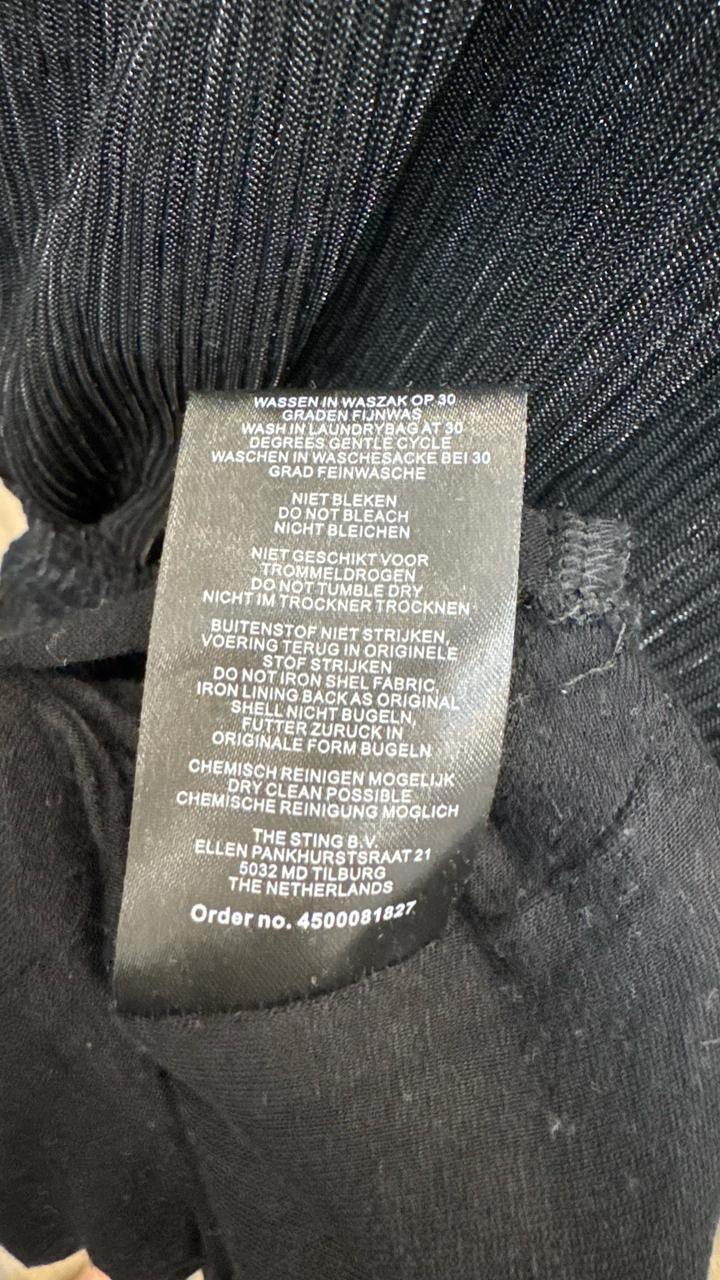 WASSEN IN WASZAK OP 30
GRADEN FIJNWAS
WASH IN LAUNDRYBAG AT 30
DEGREES GENTLE CYCLE
WASCHEN IN WASCHESACKE BEI 30
GRAD FEINWASCHE
NIET BLEKEN
DO NOT BLEACH
NICHT BLEICHEN
NIET GESCHIKT VOOR
TROMMELDROGEN
DO NOT TUMBLE DRY
NICHT IM TROCKNER TROCKNEN
BUITENSTOF NIET STRIJKEN,
VOERING TERUG IN ORIGINELE
STOF STRIJKEN
DO NOT IRON SHEL FABRIC,
IRON LINING BACK AS ORIGINAL
SHELL NICHT BUGELN,
FUTTER ZURUCK IN
ORIGINALE FORM BUGELN
CHEMISCH REINIGEN MOGELIJK
DRY CLEAN POSSIBLE
CHEMISCHE REINIGUNG MOGLICH
THE STING B.V.
ELLEN PANKHURSTSRAAT 21
5032 MD TILBURG
THE NETHERLANDS
Order no. 4500081827